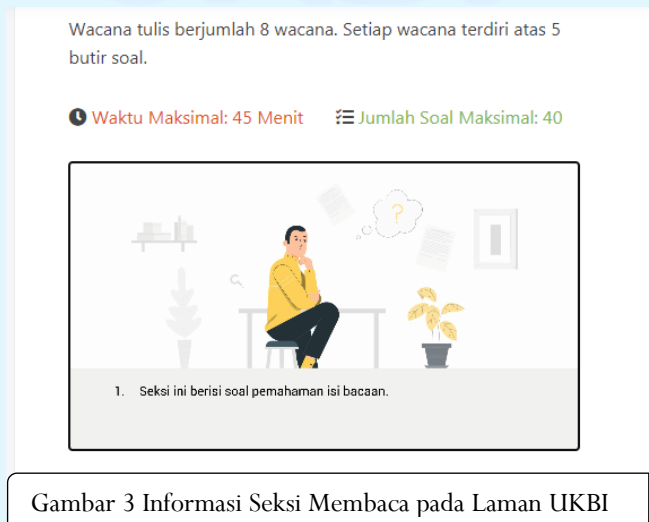 Wacana tulis berjumlah 8 wacana. Setiap wacana terdiri atas 5
butir soal.
Waktu Maksimal: 45 Menit Jumlah Soal Maksimal: 40
?
1. Seksi ini berisi soal pemahaman isi bacaan.
Gambar 3 Informasi Seksi Membaca pada Laman UKBI